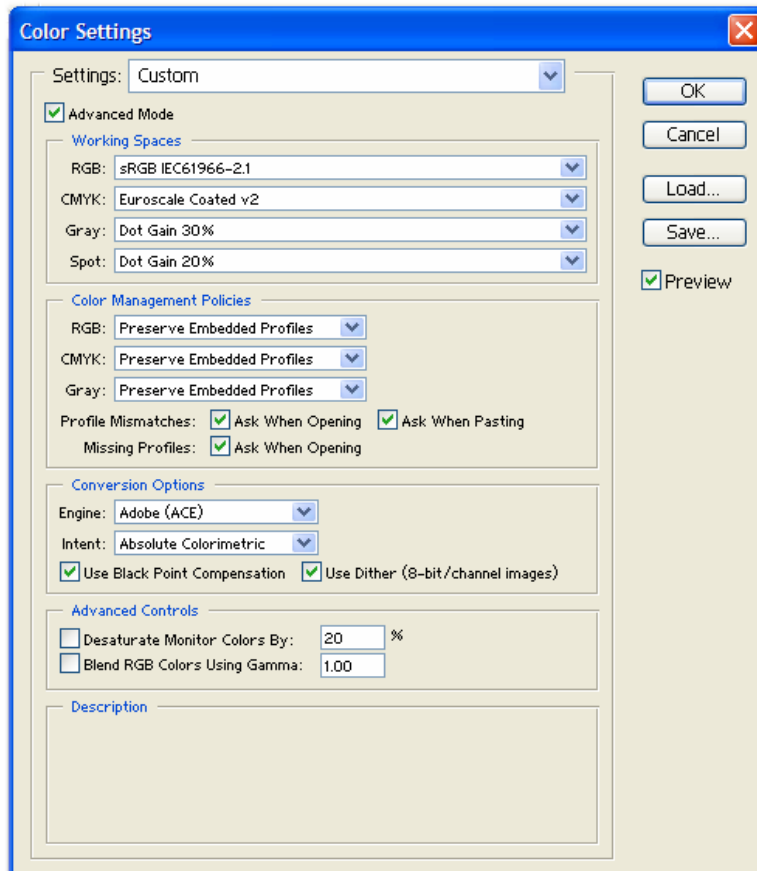 Color Settings
Settings: Custom
Advanced Mode
Working Spaces
RGB: sRGB IEC61966-2.1
CMYK: Euroscale Coated v2
Gray: Dot Gain 30%
Spot: Dot Gain 20%
Color Management Policies
RGB: Preserve Embedded Profiles
CMYK: Preserve Embedded Profiles
Gray: Preserve Embedded Profiles
Profile Mismatches: Ask When Opening Ask When Pasting
Missing Profiles: Ask When Opening
Conversion Options
Engine: Adobe (ACE)
Intent: Absolute Colorimetric
Use Black Point Compensation Use Dither (8-bit/channel images)
Advanced Controls
Desaturate Monitor Colors By: 20 %
Blend RGB Colors Using Gamma: 1.00
Description
OK
Cancel
Load...
Save...
Preview